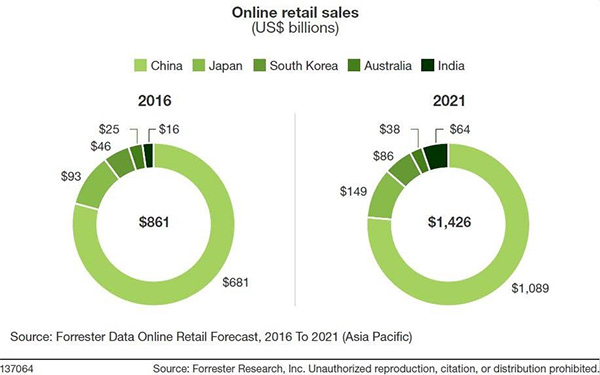 Online retail sales
(US$ billions)
China Japan South Korea Australia India
2016
$25 $16
$46
$93
$861
$681
2021
$38 $64
$86
$149
$1,426
$1,089
Source: Forrester Data Online Retail Forecast, 2016 To 2021 (Asia Pacific)
137064 Source: Forrester Research, Inc. Unauthorized reproduction, citation, or distribution prohibited.